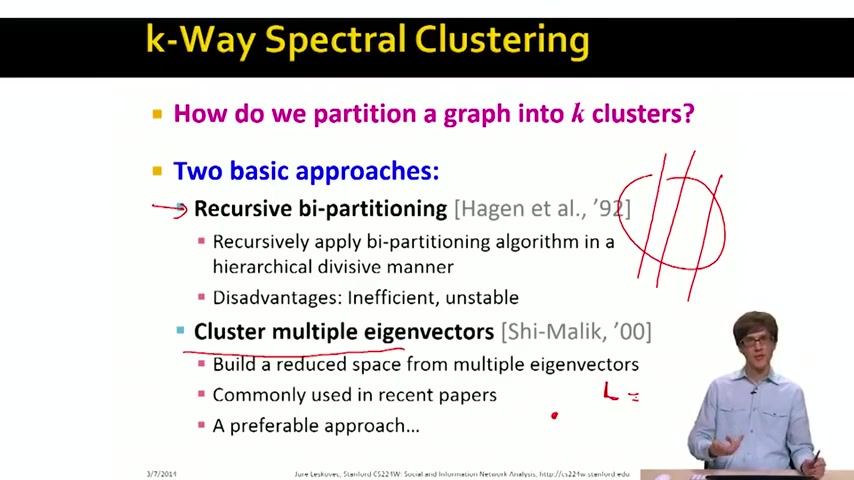 k-Way Spectral Clustering
How do we partition a graph into k clusters?
Two basic approaches:
Recursive bi-partitioning [Hagen et al., ’92]
Recursively apply bi-partitioning algorithm in a
hierarchical divisive manner
Disadvantages: Inefficient, unstable
Cluster multiple eigenvectors [Shi-Malik, ’00]
Build a reduced space from multiple eigenvectors
Commonly used in recent papers
L =
A preferable approach…
3/7/2014 Jure Leskovec, Stanford CS224W: Social and Information Network Analysis, http://cs224w.stanford.edu